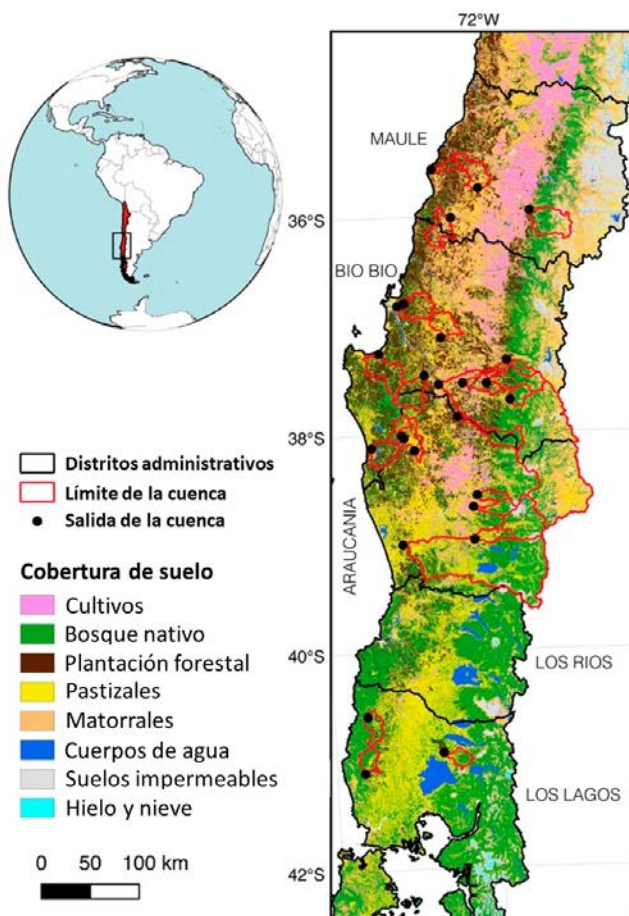 72°W
MAULE
36°S
BIO BIO
38°S
ARAUCANIA
40°S
LOS RIOS
LOS LAGOS
42°S
Distritos administrativos
Límite de la cuenca
Salida de la cuenca
Cobertura de suelo
Cultivos
Bosque nativo
Plantación forestal
Pastizales
Matorrales
Cuerpos de agua
Suelos impermeables
Hielo y nieve
0 50 100 km